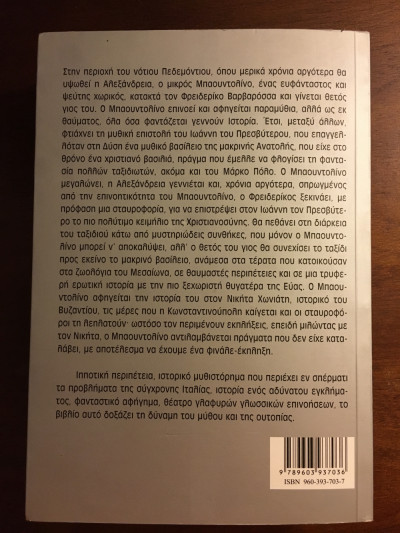 Στην περιοχή του νότιου Πεδεμόντιου, όπου μερικά χρόνια αργότερα θα
υψωθεί η Αλεξάνδρεια, ο μικρός Μπαουντολίνο, ένας ευφάνταστος και
ψεύτης χωρικός, κατακτά τον Φρειδερίκο Βαρβαρόσσα και γίνεται θετός
γιος του. Ο Μπαουντολίνο επινοεί και αφηγείται παραμύθια, αλλά ως εκ
θαύματος, όλα όσα φαντάζεται γεννούν Ιστορία. Έτσι, μεταξύ άλλων,
φτιάχνει τη μυθική επιστολή του Ιωάννη του Πρεσβύτερου, που επαγγελ-
λόταν στη Δύση ένα μυθικό βασίλειο της μακρινής Ανατολής, που είχε στο
θρόνο ένα χριστιανό βασιλιά, πράγμα που έμελλε να φλογίσει τη φαντα-
σία πολλών ταξιδιωτών, ακόμα και του Μάρκο Πόλο. Ο Μπαουντολίνο
μεγαλώνει, η Αλεξάνδρεια γεννιέται και, χρόνια αργότερα, σπρωγμένος
από την επινοητικότητα του Μπαουντολίνο, ο Φρειδερίκος ξεκινάει, με
πρόφαση μια σταυροφορία, για να επιστρέψει στον Ιωάννη τον Πρεσβύτε-
ρο το πιο πολύτιμο κειμήλιο της Χριστιανοσύνης. Θα πεθάνει στη διάρκεια
του ταξιδιού κάτω από μυστηριώδεις συνθήκες, που μόνον ο Μπαουντο-
λίνο μπορεί ν' αποκαλύψει, αλλ' ο θετός του γιος θα συνεχίσει το ταξίδι
προς εκείνο το μακρινό βασίλειο, ανάμεσα στα τέρατα που κατοικούσαν
στα ζωολόγια του Μεσαίωνα, σε θαυμαστές περιπέτειες και σε μια τρυφε-
ρή ερωτική ιστορία με την πιο ξεχωριστή θυγατέρα της Εύας. Ο Μπαου-
ντολίνο αφηγείται την ιστορία του στον Νικήτα Χωνιάτη, ιστορικό του
Βυζαντίου, τις μέρες που η Κωνσταντινούπολη καίγεται και οι σταυροφό-
ροι τη λεηλατούν· ωστόσο τον περιμένουν εκπλήξεις, επειδή μιλώντας με
τον Νικήτα, ο Μπαουντολίνο αντιλαμβάνεται πράγματα που δεν είχε κατα-
λάβει, με αποτέλεσμα να έχουμε ένα φινάλε-έκπληξη.
Ιπποτική περιπέτεια, ιστορικό μυθιστόρημα που περιέχει εν σπέρματι
τα προβλήματα της σύγχρονης Ιταλίας, ιστορία ενός αδύνατου εγκλήμα-
τος, φανταστικό αφήγημα, θέατρο γλαφυρών γλωσσικών επινοήσεων, το
βιβλίο αυτό δοξάζει τη δύναμη του μύθου και της ουτοπίας.
9 789603 937036
ISBN 960-393-703-7